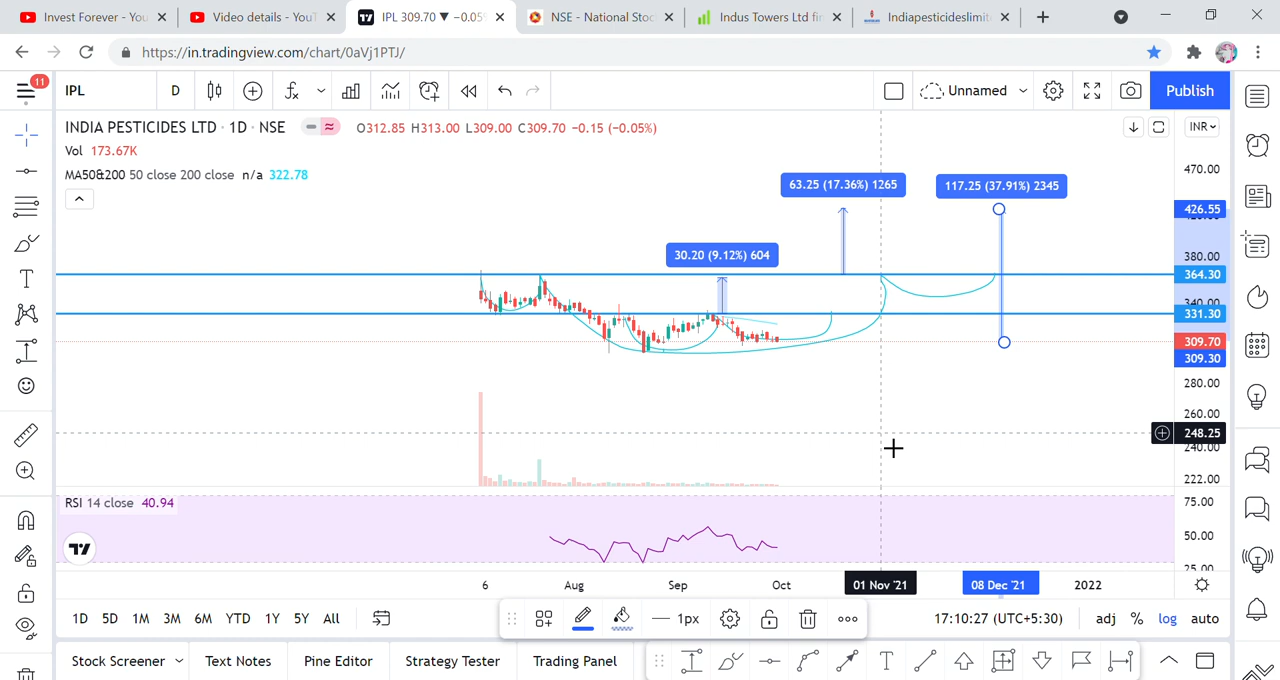 Invest Forever - You
Video details - YouT
IPL 309.70 ▼ −0.05
NSE - National Stoc
Indus Towers Ltd fin
Indiapesticideslimite
https://in.tradingview.com/chart/0aVj1PTJ/
11
IPL
D
Unnamed
Publish
INDIA PESTICIDES LTD · 1D · NSE
O312.85 H313.00 L309.00 C309.70 −0.15 (−0.05%)
INR
Vol 173.67K
MA50&200 50 close 200 close n/a 322.78
470.00
63.25 (17.36%) 1265
117.25 (37.91%) 2345
426.55
30.20 (9.12%) 604
380.00
364.30
340.00
331.30
309.70
309.30
280.00
260.00
248.25
240.00
222.00
RSI 14 close 40.94
75.00
50.00
25.00
6 Aug Sep Oct 01 Nov '21 08 Dec '21 2022
1D 5D 1M 3M 6M YTD 1Y 5Y All
1px
17:10:27 (UTC+5:30)
adj % log auto
Stock Screener Text Notes Pine Editor Strategy Tester Trading Panel